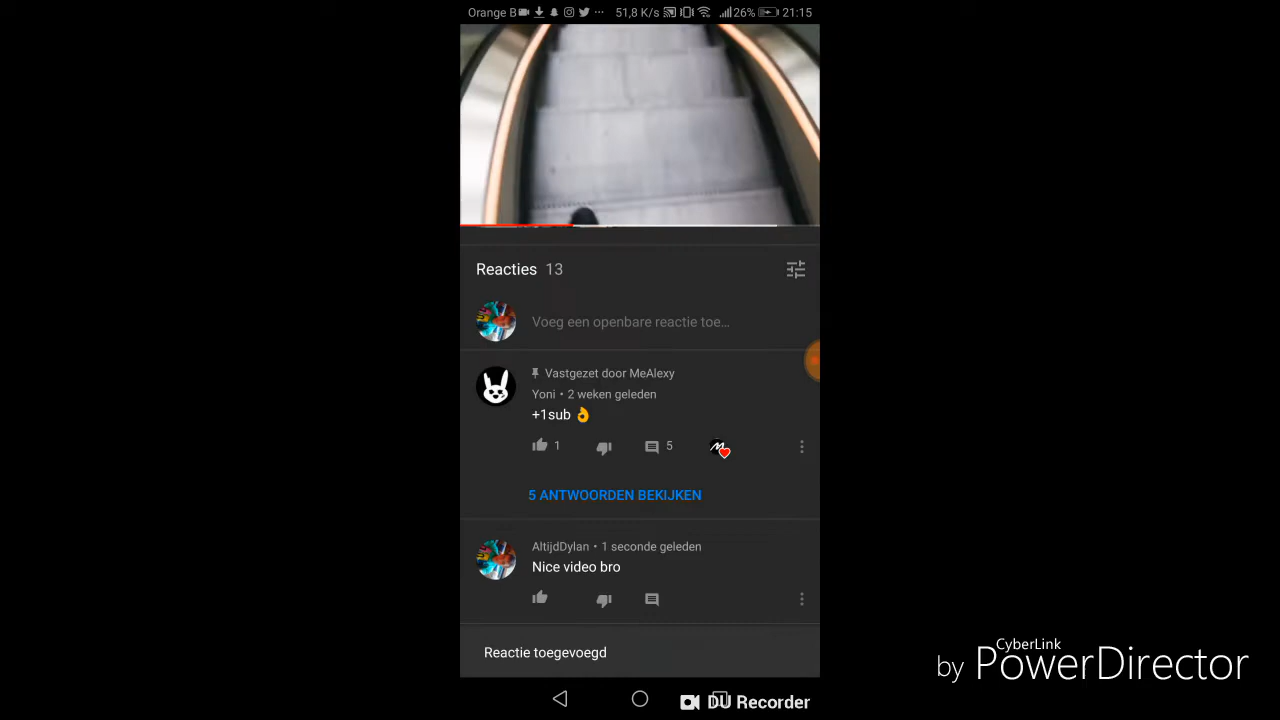 Orange B ... 51,8 K/s 26% 21:15
Reacties 13
Voeg een openbare reactie toe...
Vastgezet door MeAlexy
Yoni • 2 weken geleden
+1sub 👌
1 5
5 ANTWOORDEN BEKIJKEN
AltijdDylan • 1 seconde geleden
Nice video bro
Reactie toegevoegd
CyberLink
by PowerDirector
DU Recorder